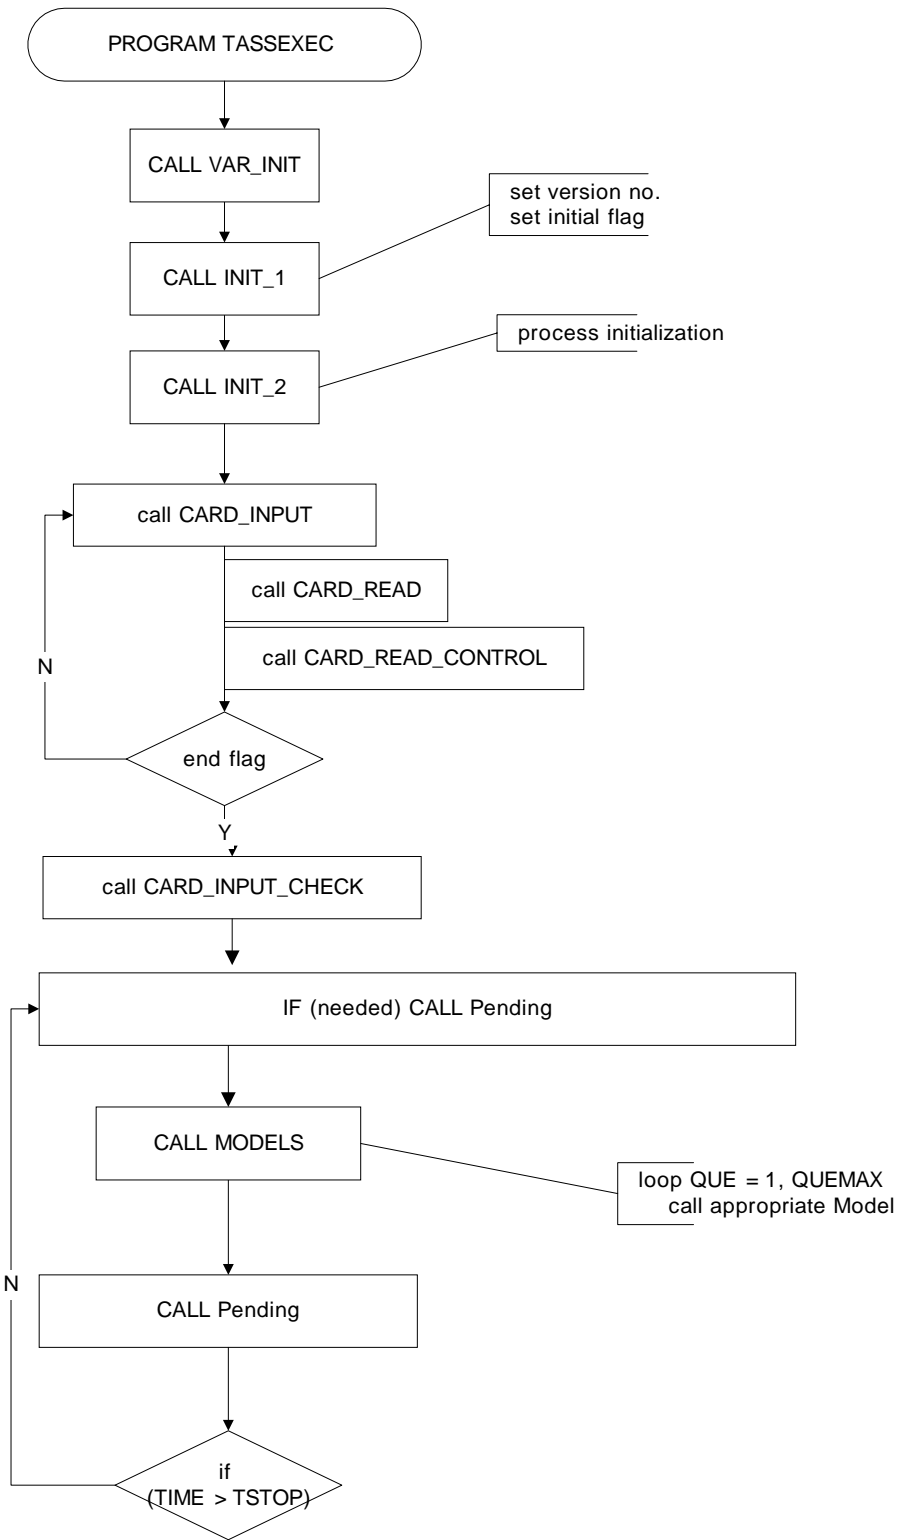 PROGRAM TASSEXEC
CALL VAR_INIT
set version no.
set initial flag
CALL INIT_1
process initialization
CALL INIT_2
call CARD_INPUT
call CARD_READ
call CARD_READ_CONTROL
N
end flag
Y
call CARD_INPUT_CHECK
IF (needed) CALL Pending
CALL MODELS
loop QUE = 1, QUEMAX
call appropriate Model
N
CALL Pending
if
(TIME > TSTOP)